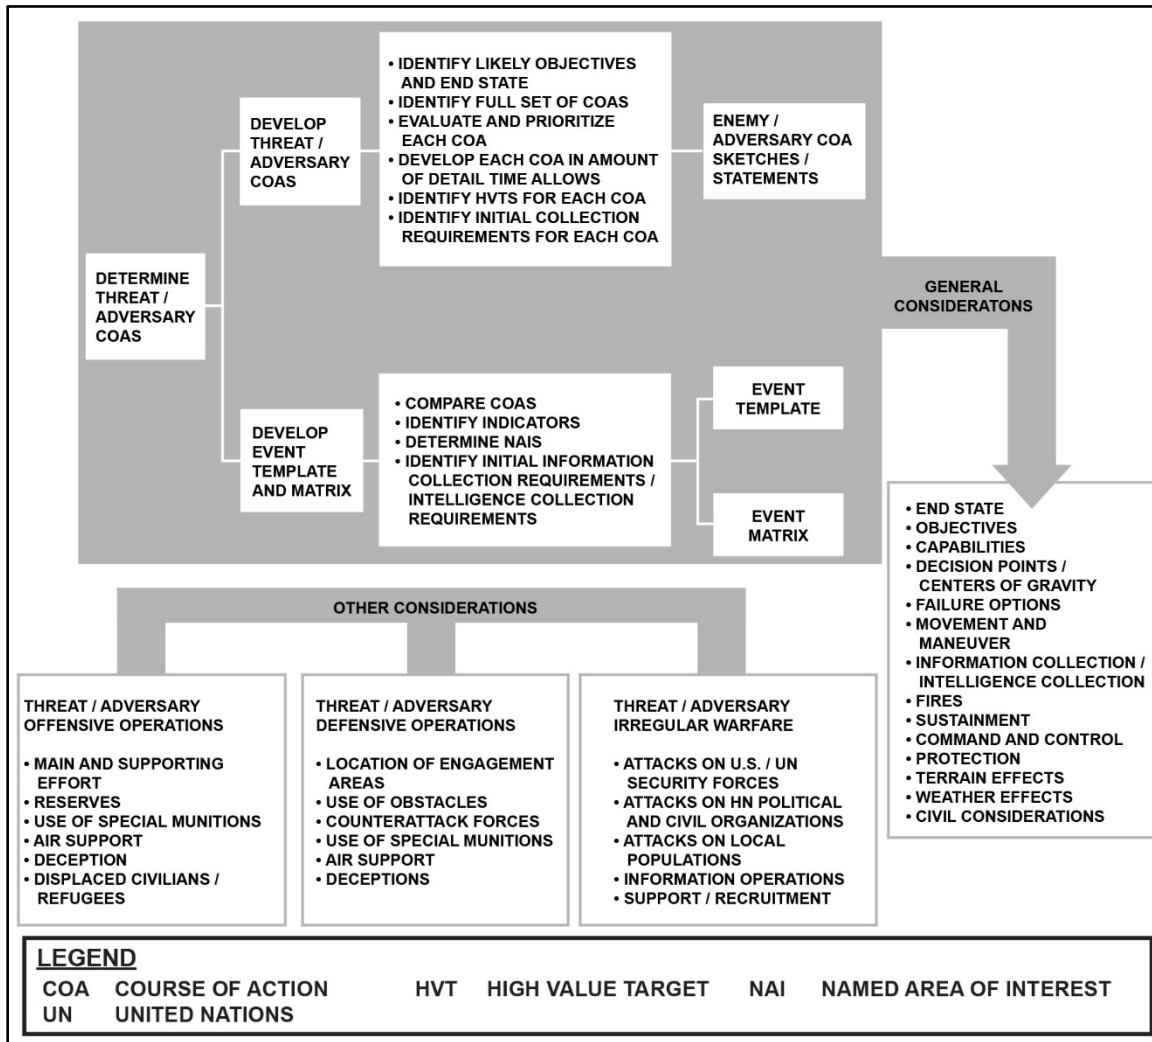 DETERMINE
THREAT /
ADVERSARY
COAS
DEVELOP
THREAT /
ADVERSARY
COAS
• IDENTIFY LIKELY OBJECTIVES
AND END STATE
• IDENTIFY FULL SET OF COAS
• EVALUATE AND PRIORITIZE
EACH COA
• DEVELOP EACH COA IN AMOUNT
OF DETAIL TIME ALLOWS
• IDENTIFY HVTS FOR EACH COA
• IDENTIFY INITIAL COLLECTION
REQUIREMENTS FOR EACH COA
ENEMY /
ADVERSARY COA
SKETCHES /
STATEMENTS
DEVELOP
EVENT
TEMPLATE
AND MATRIX
• COMPARE COAS
• IDENTIFY INDICATORS
• DETERMINE NAIS
• IDENTIFY INITIAL INFORMATION
COLLECTION REQUIREMENTS /
INTELLIGENCE COLLECTION
REQUIREMENTS
EVENT
TEMPLATE
EVENT
MATRIX
GENERAL
CONSIDERATONS
• END STATE
• OBJECTIVES
• CAPABILITIES
• DECISION POINTS /
CENTERS OF GRAVITY
• FAILURE OPTIONS
• MOVEMENT AND
MANEUVER
• INFORMATION COLLECTION /
INTELLIGENCE COLLECTION
• FIRES
• SUSTAINMENT
• COMMAND AND CONTROL
• PROTECTION
• TERRAIN EFFECTS
• WEATHER EFFECTS
• CIVIL CONSIDERATIONS
OTHER CONSIDERATIONS
THREAT / ADVERSARY
OFFENSIVE OPERATIONS
• MAIN AND SUPPORTING
EFFORT
• RESERVES
• USE OF SPECIAL MUNITIONS
• AIR SUPPORT
• DECEPTION
• DISPLACED CIVILIANS /
REFUGEES
THREAT / ADVERSARY
DEFENSIVE OPERATIONS
• LOCATION OF ENGAGEMENT
AREAS
• USE OF OBSTACLES
• COUNTERATTACK FORCES
• USE OF SPECIAL MUNITIONS
• AIR SUPPORT
• DECEPTIONS
THREAT / ADVERSARY
IRREGULAR WARFARE
• ATTACKS ON U.S. / UN
SECURITY FORCES
• ATTACKS ON HN POLITICAL
AND CIVIL ORGANIZATIONS
• ATTACKS ON LOCAL
POPULATIONS
• INFORMATION OPERATIONS
• SUPPORT / RECRUITMENT
LEGEND
COA COURSE OF ACTION HVT HIGH VALUE TARGET NAI NAMED AREA OF INTEREST
UN UNITED NATIONS